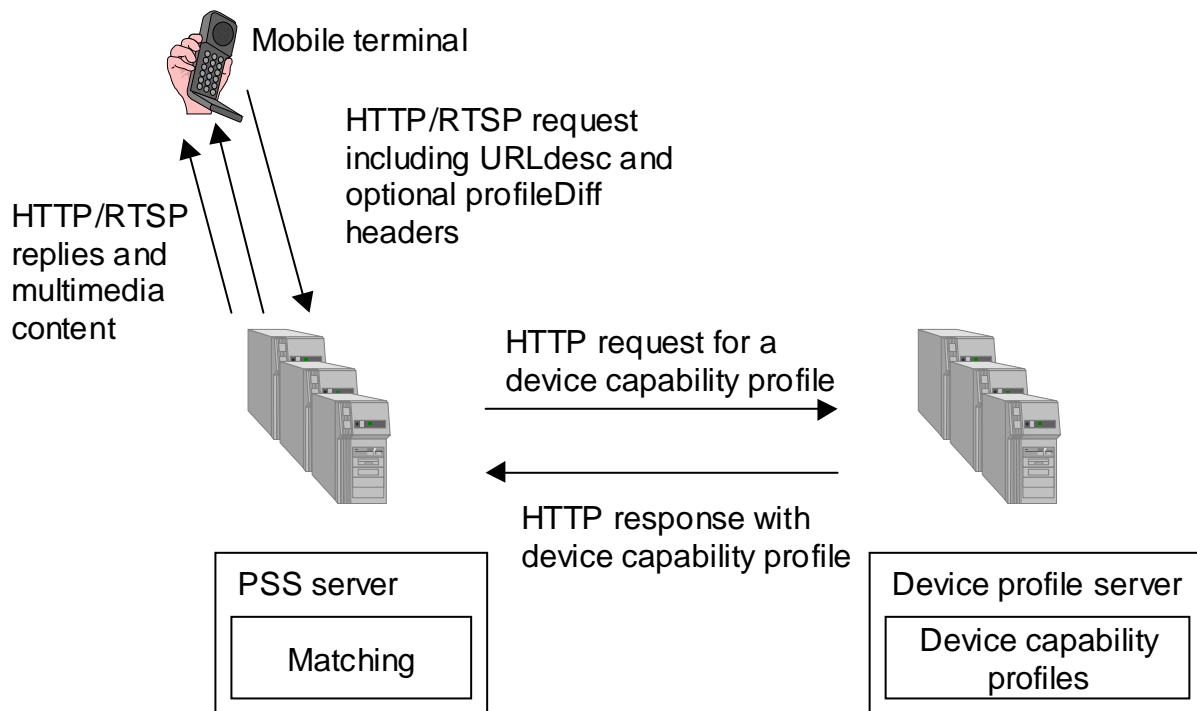 Mobile terminal
HTTP/RTSP request
including URLdesc and
optional profileDiff
headers
HTTP/RTSP
replies and
multimedia
content
HTTP request for a
device capability profile
HTTP response with
device capability profile
PSS server
Matching
Device profile server
Device capability
profiles